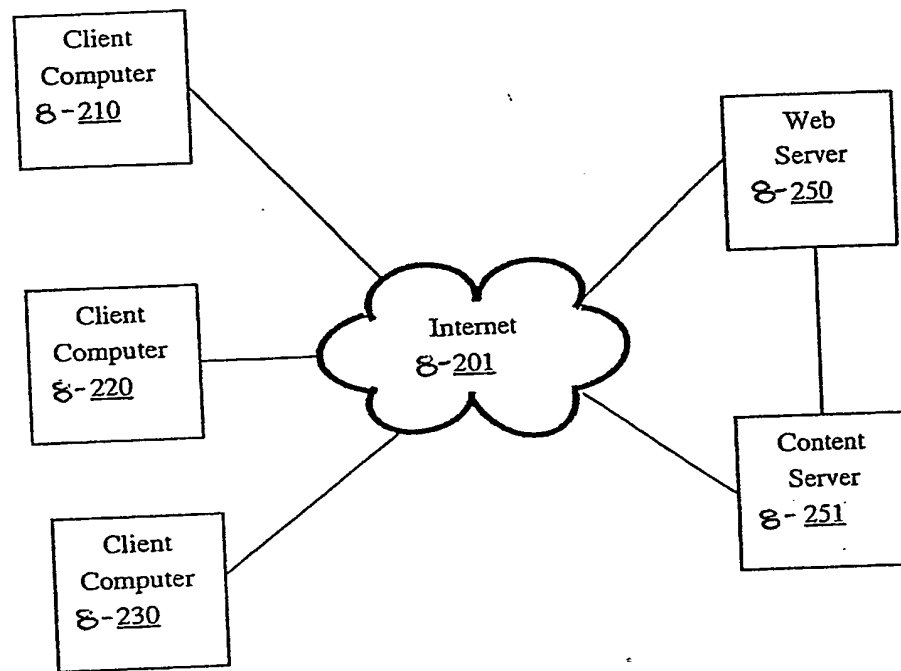 Client
Computer
8-210
Web
Server
8-250
Client
Computer
8-220
Internet
8-201
Content
Server
8-251
Client
Computer
8-230